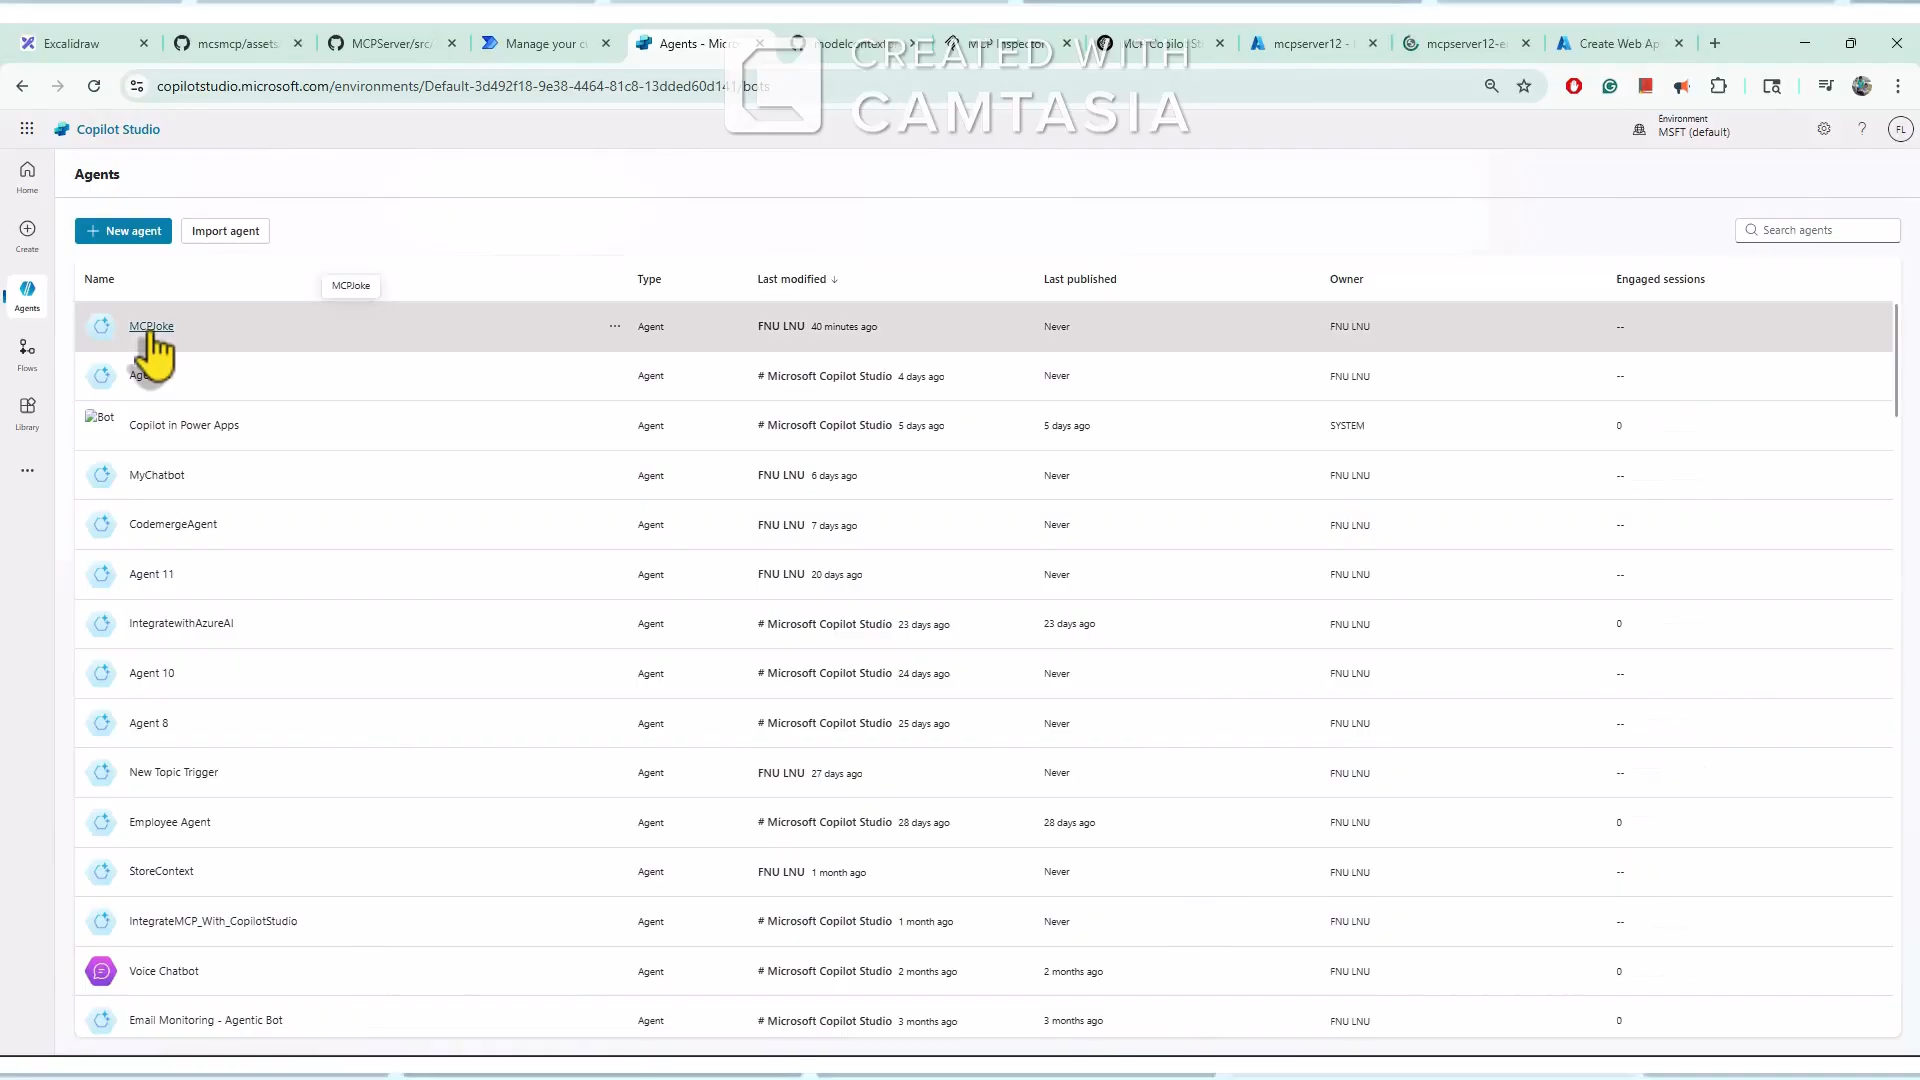 Excalidraw
mcsmcp/assets
MCPServer/src/
Manage your c
Agents - Micro
modelcontextp
MCP Inspector
MCP Copilot St
mcpserver12 -
mcpserver12-e
Create Web Ap
CREATED WITH
CAMTASIA
copilotstudio.microsoft.com/environments/Default-3d492f18-9e38-4464-81c8-13dded60d141/bots
Copilot Studio
Environment
MSFT (default)
?
FL
Home
Create
Agents
Flows
Library
Agents
New agent
Import agent
Search agents
Name
Type
Last modified ↓
Last published
Owner
Engaged sessions
MCPJoke
MCPJoke
Agent
FNU LNU 40 minutes ago
Never
FNU LNU
--
Age
Agent
# Microsoft Copilot Studio 4 days ago
Never
FNU LNU
--
Bot
Copilot in Power Apps
Agent
# Microsoft Copilot Studio 5 days ago
5 days ago
SYSTEM
0
MyChatbot
Agent
FNU LNU 6 days ago
Never
FNU LNU
--
CodemergeAgent
Agent
FNU LNU 7 days ago
Never
FNU LNU
--
Agent 11
Agent
FNU LNU 20 days ago
Never
FNU LNU
--
IntegratewithAzureAI
Agent
# Microsoft Copilot Studio 23 days ago
23 days ago
FNU LNU
0
Agent 10
Agent
# Microsoft Copilot Studio 24 days ago
Never
FNU LNU
--
Agent 8
Agent
# Microsoft Copilot Studio 25 days ago
Never
FNU LNU
--
New Topic Trigger
Agent
FNU LNU 27 days ago
Never
FNU LNU
--
Employee Agent
Agent
# Microsoft Copilot Studio 28 days ago
28 days ago
FNU LNU
0
StoreContext
Agent
FNU LNU 1 month ago
Never
FNU LNU
--
IntegrateMCP_With_CopilotStudio
Agent
# Microsoft Copilot Studio 1 month ago
Never
FNU LNU
--
Voice Chatbot
Agent
# Microsoft Copilot Studio 2 months ago
2 months ago
FNU LNU
0
Email Monitoring - Agentic Bot
Agent
# Microsoft Copilot Studio 3 months ago
3 months ago
FNU LNU
0